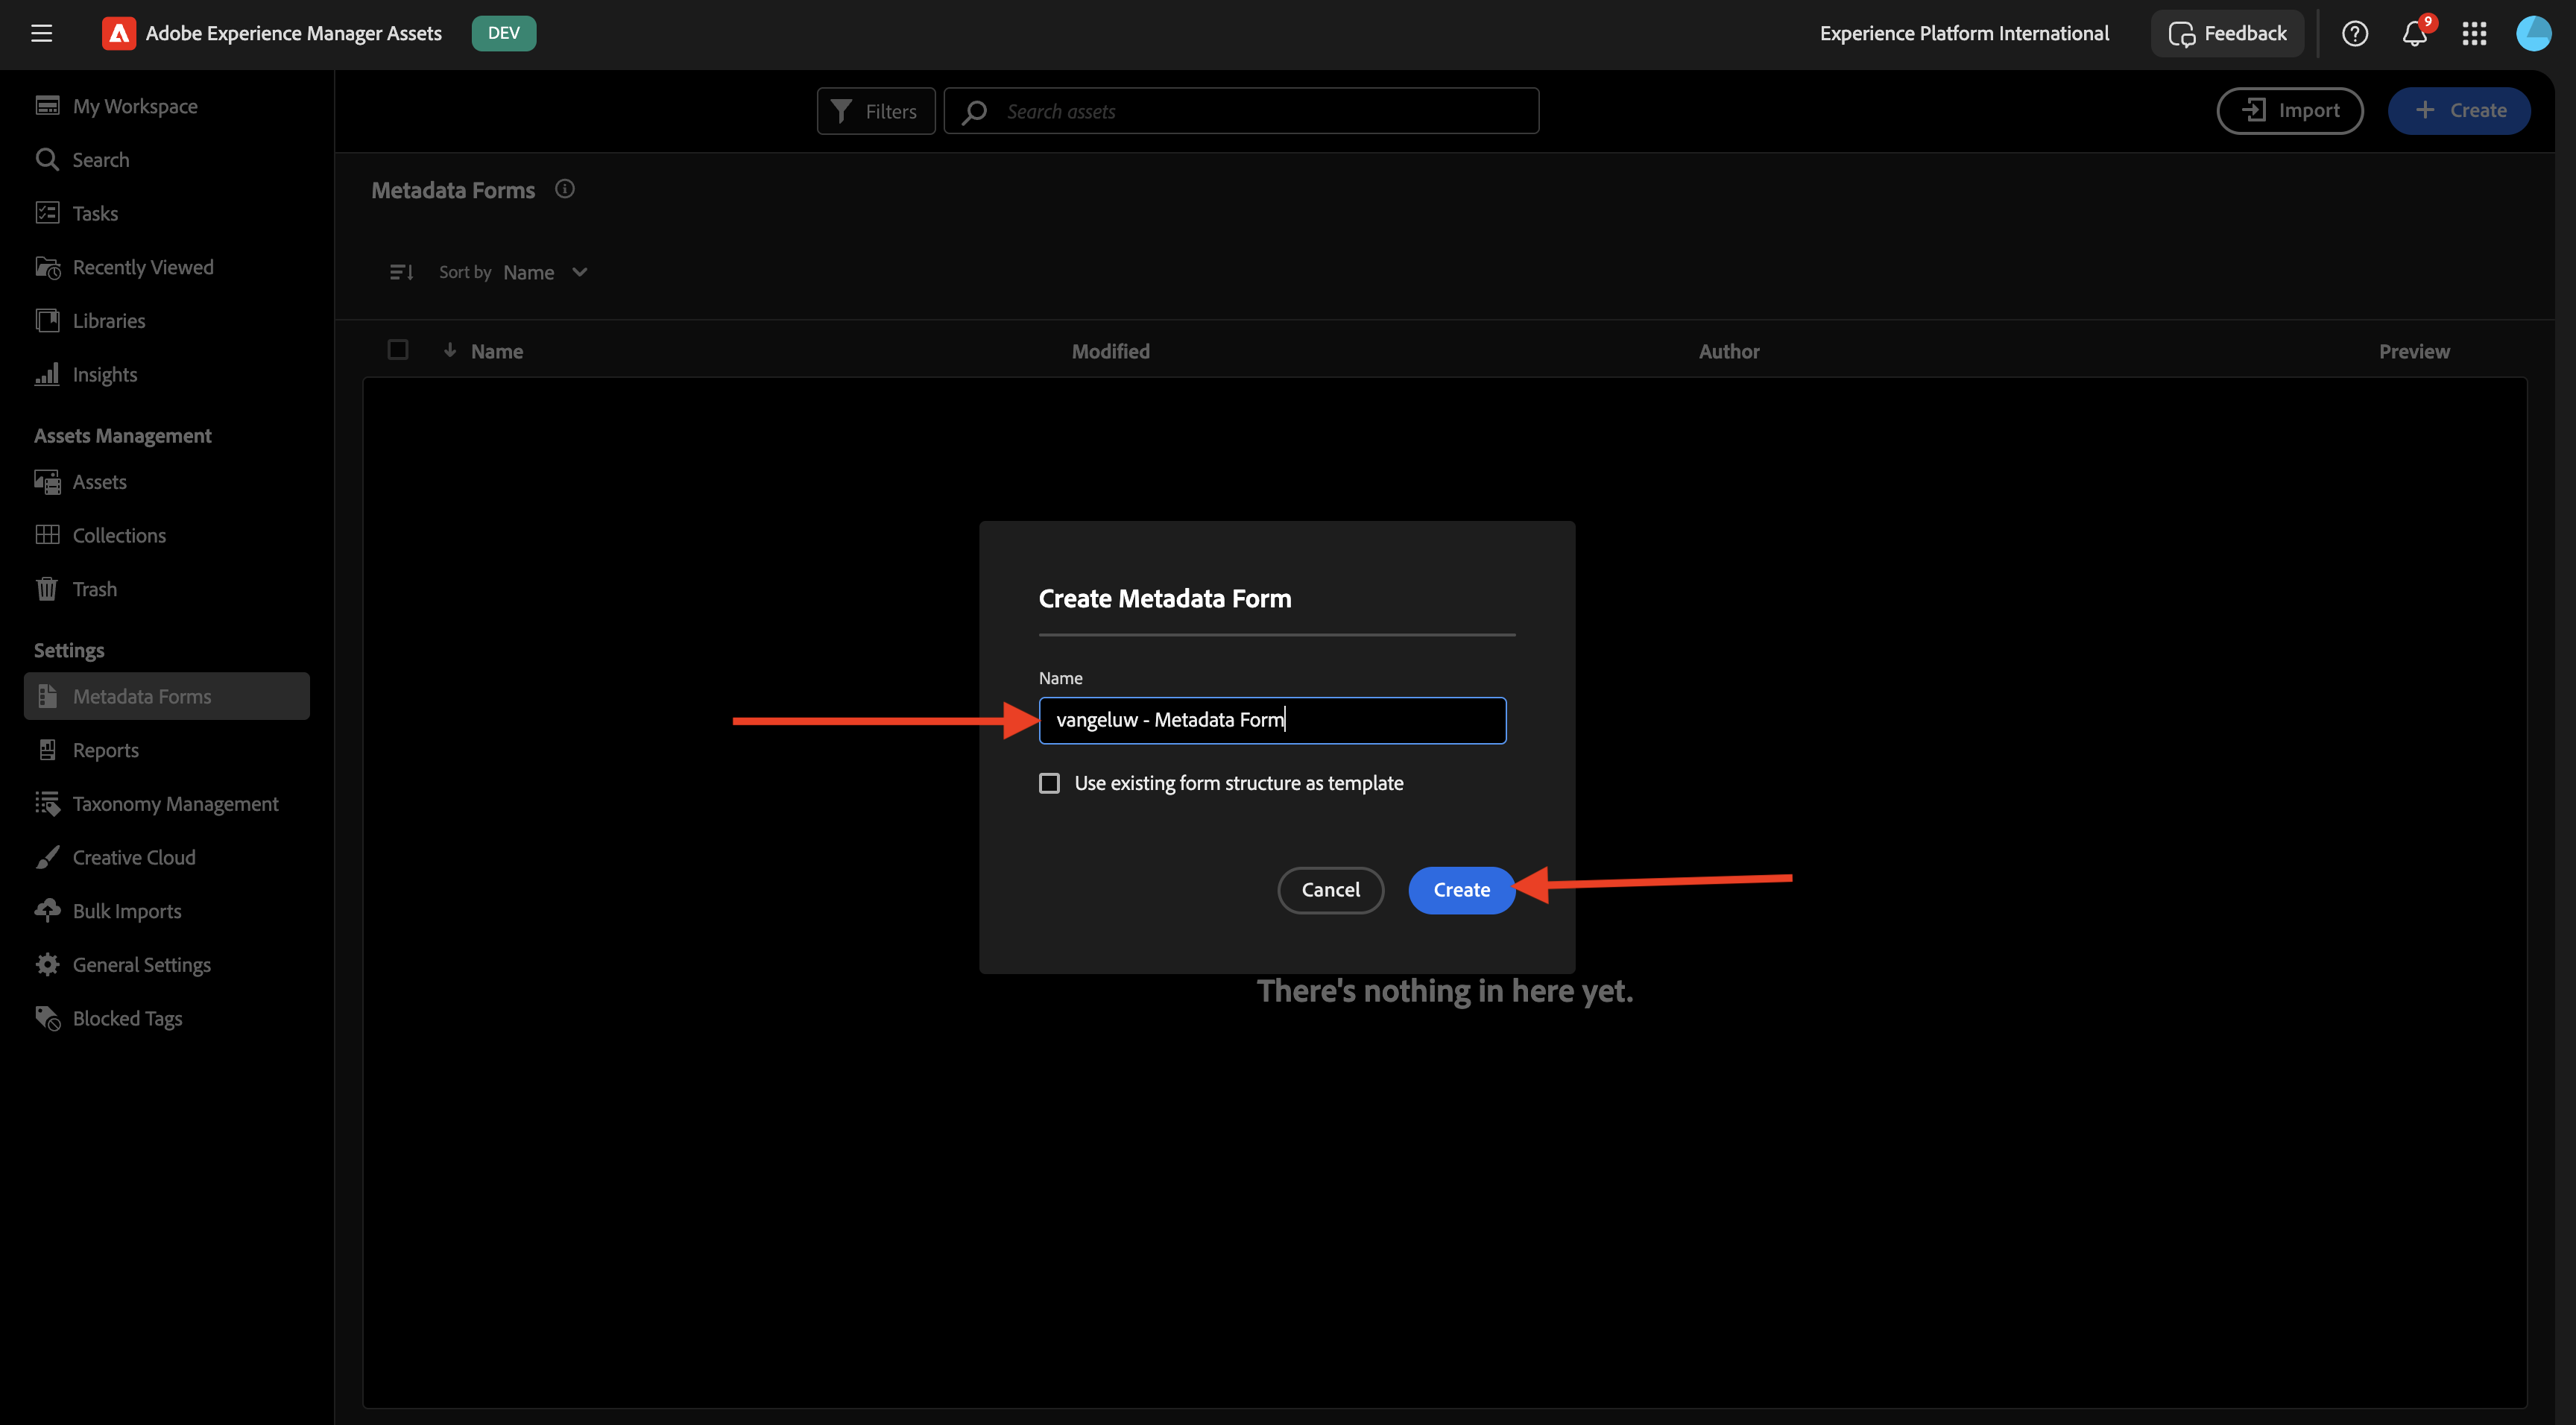 Adobe Experience Manager Assets
DEV
Experience Platform International
Feedback
9
My Workspace
Search
Tasks
Recently Viewed
Libraries
Insights
Assets Management
Assets
Collections
Trash
Settings
Metadata Forms
Reports
Taxonomy Management
Creative Cloud
Bulk Imports
General Settings
Blocked Tags
Filters
Search assets
Import
Create
Metadata Forms
Sort by Name
Name Modified Author Preview
Create Metadata Form
Name
vangeluw - Metadata Form
Use existing form structure as template
Cancel
Create
There's nothing in here yet.